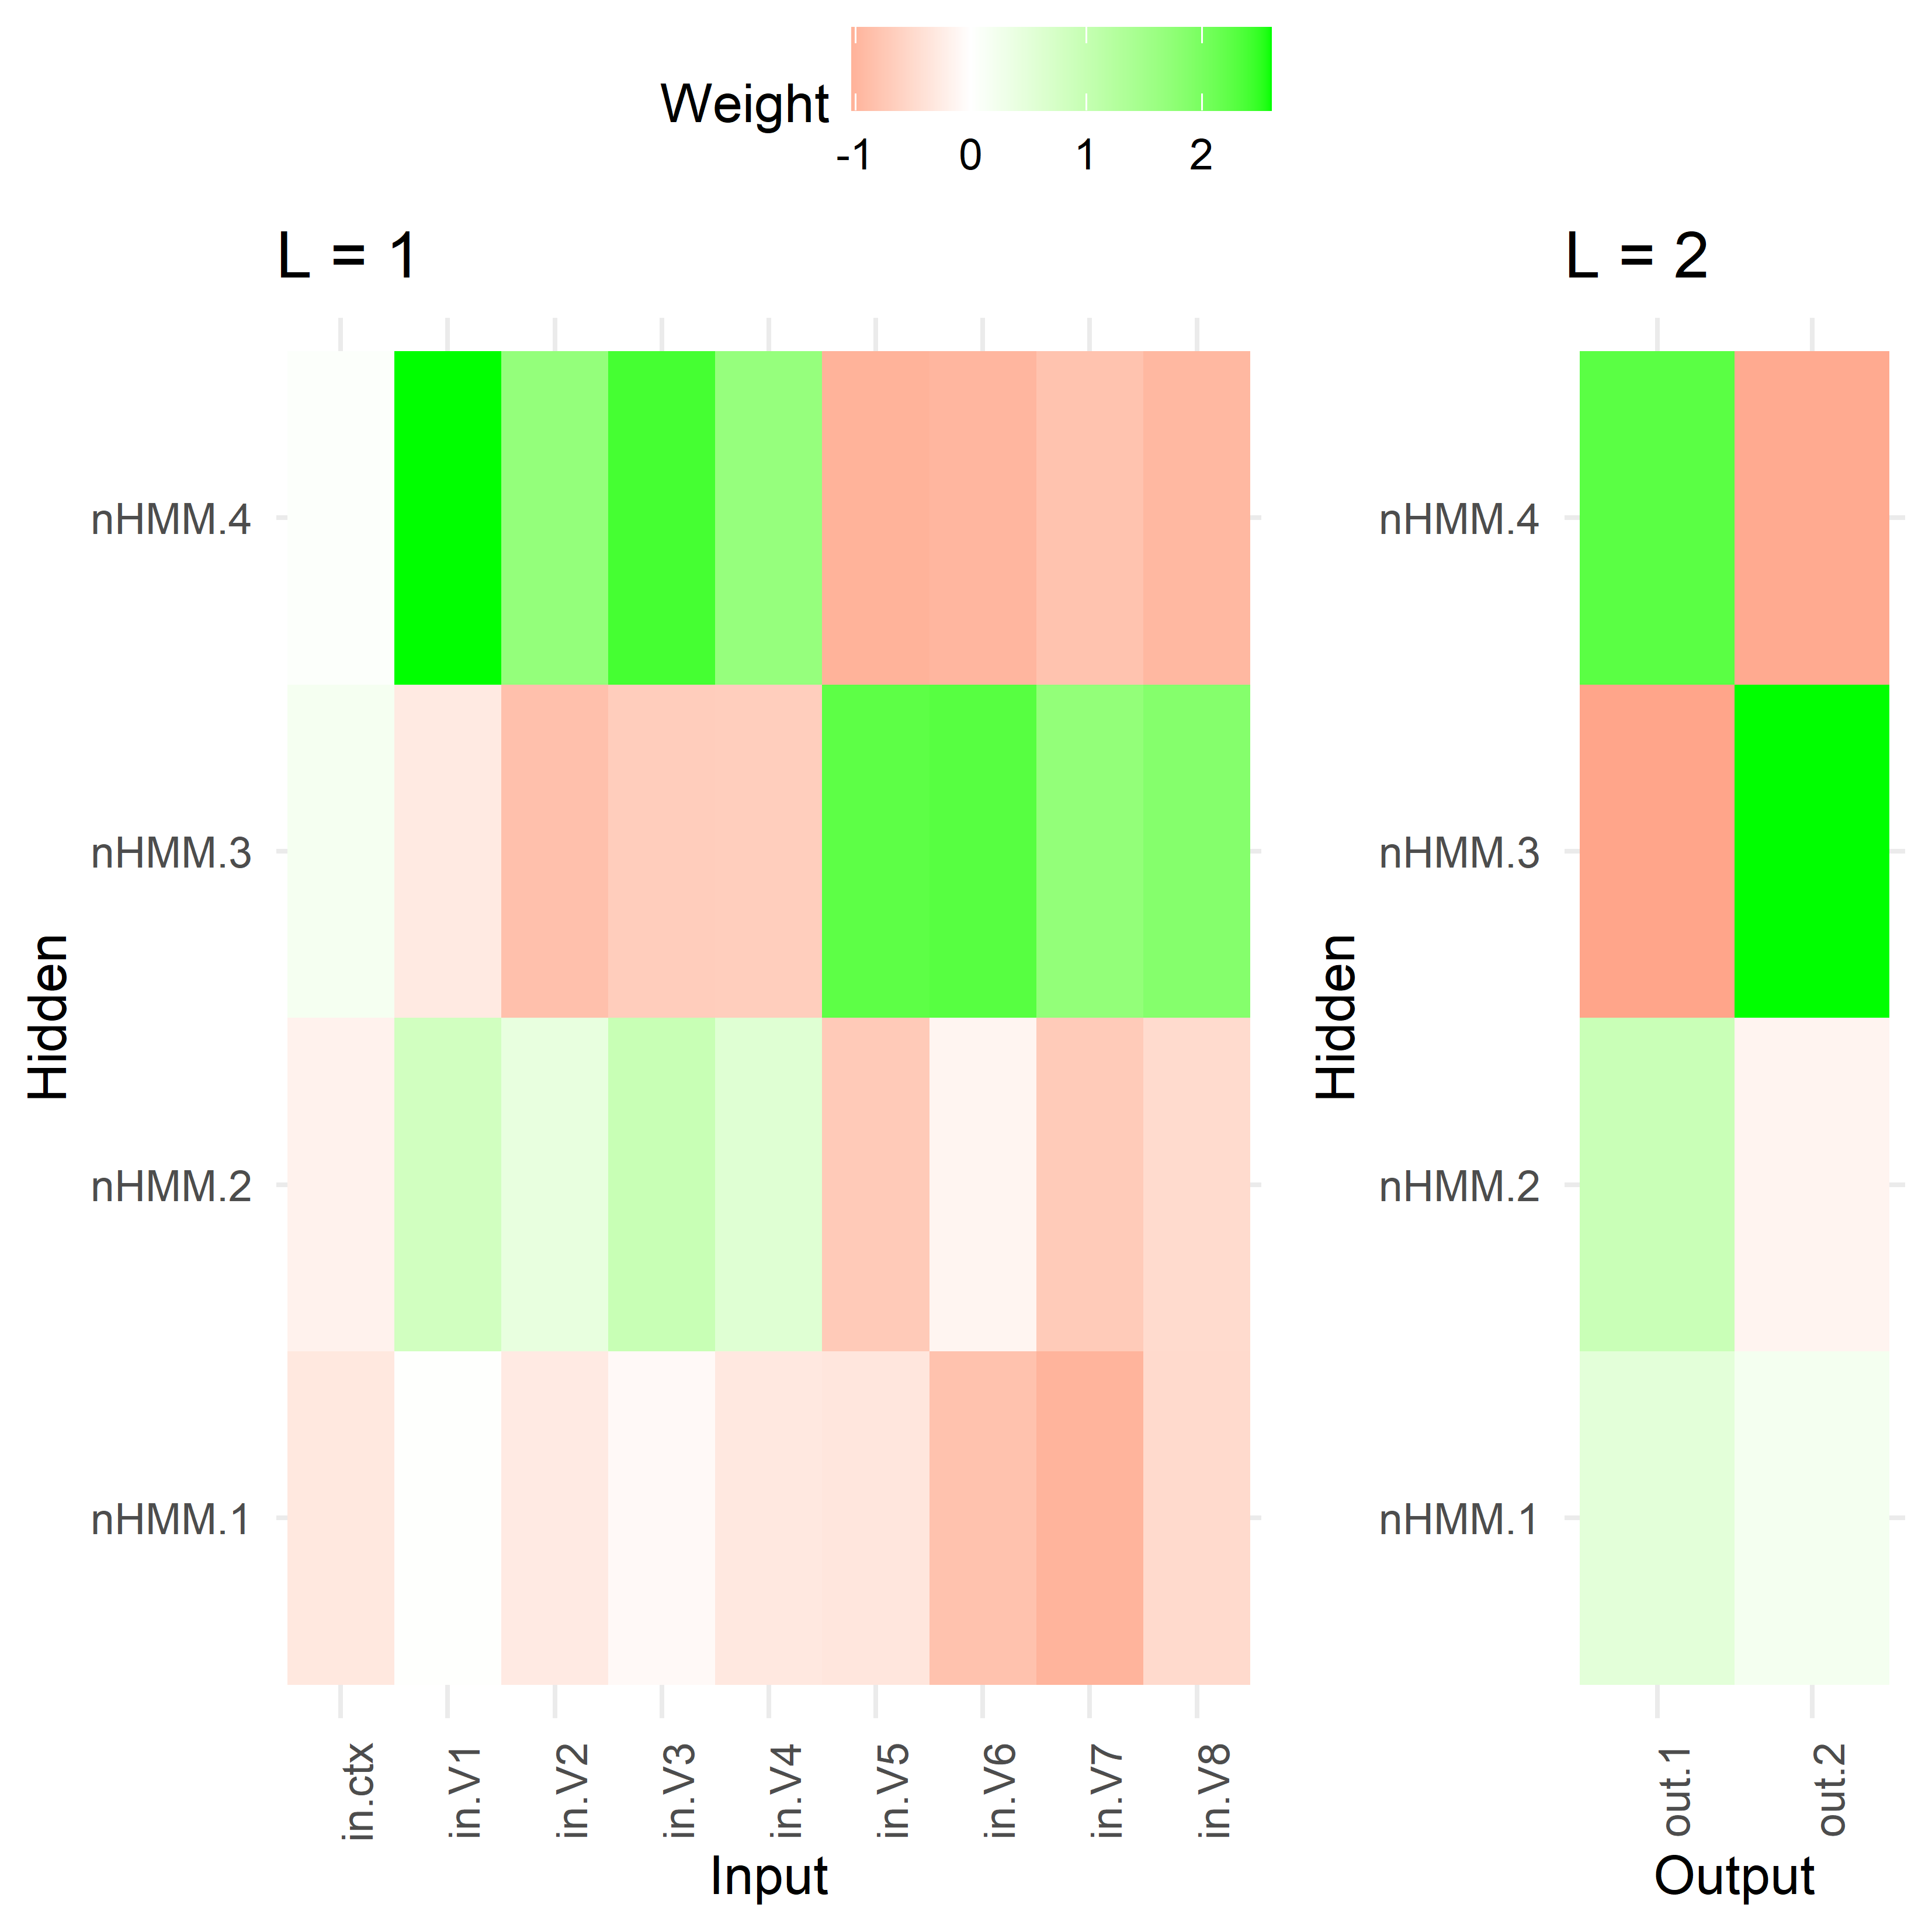 Weight
-1 0 1 2
L = 1
L = 2
nHMM.4
nHMM.3
nHMM.2
nHMM.1
Hidden
in.ctx
in.V1
in.V2
in.V3
in.V4
in.V5
in.V6
in.V7
in.V8
Input
nHMM.4
nHMM.3
nHMM.2
nHMM.1
Hidden
out.1
out.2
Output